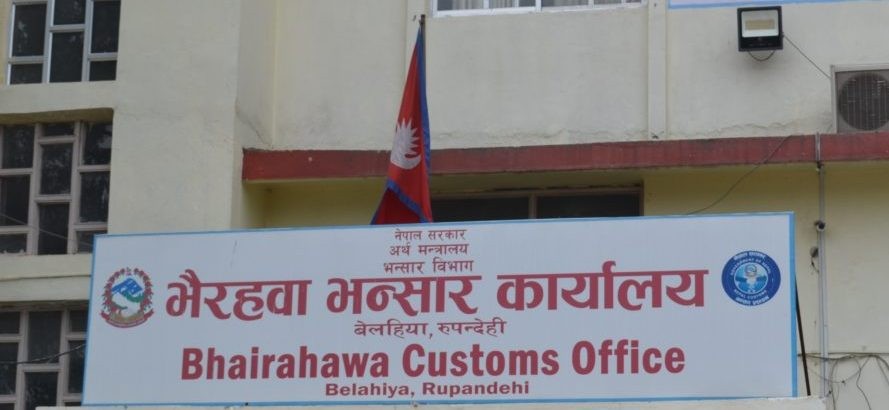 नेपाल सरकार
अर्थ मन्त्रालय
भन्सार विभाग
भैरहवा भन्सार कार्यालय
बेलहिया, रुपन्देही
Bhairahawa Customs Office
Belahiya, Rupandehi